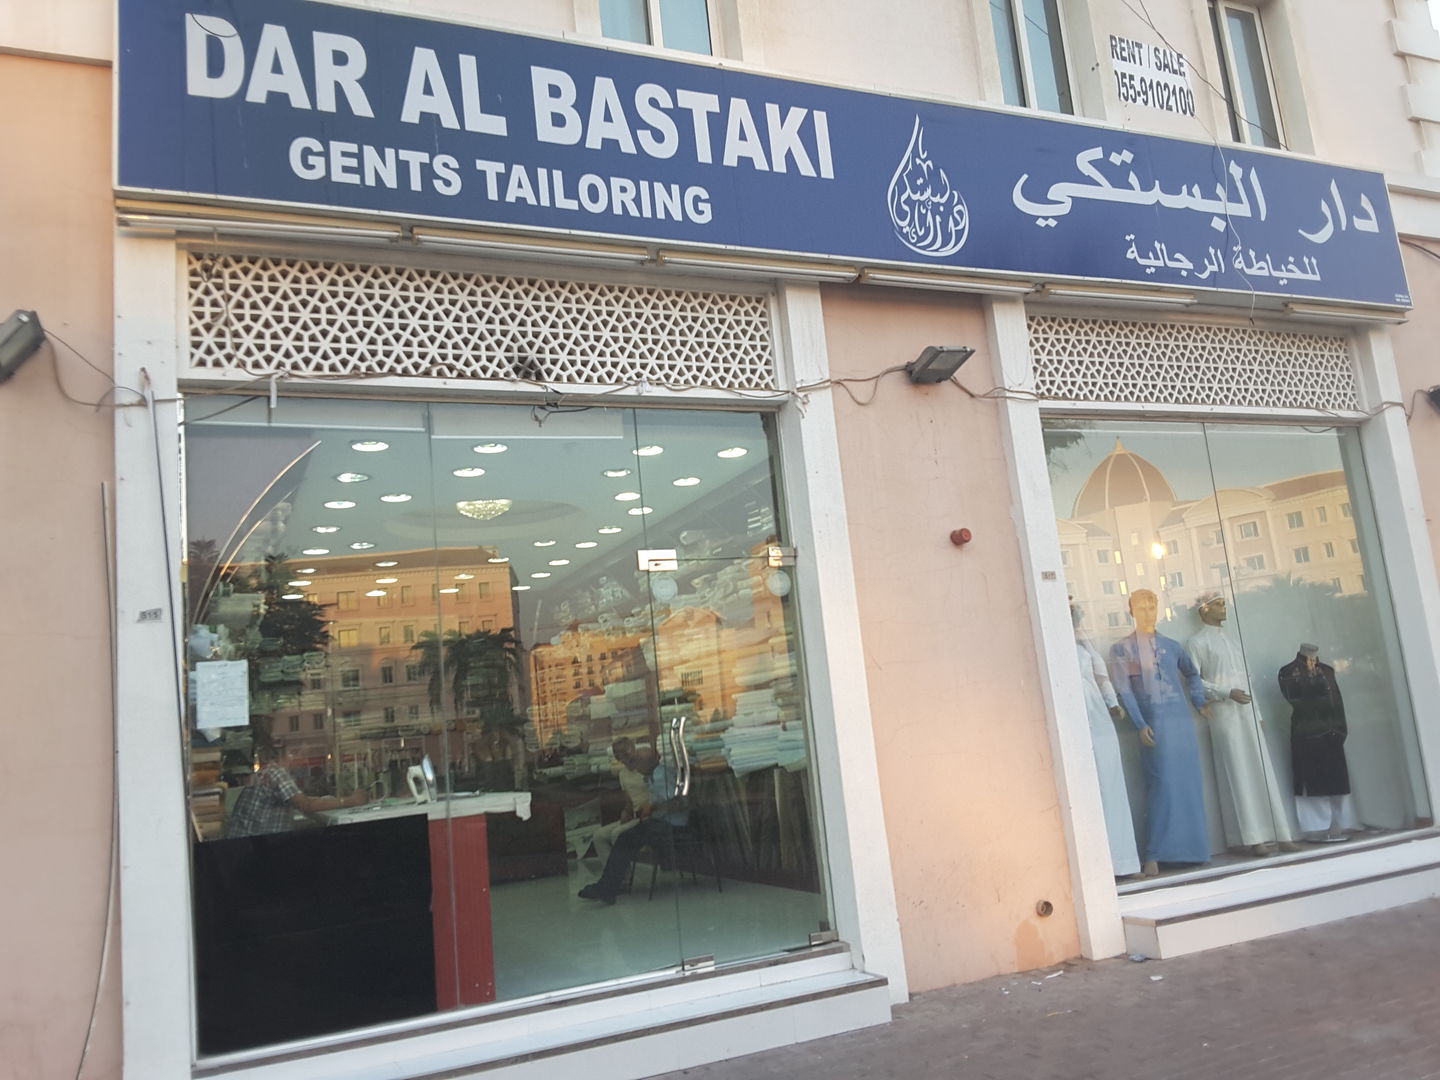 DAR AL BASTAKI
GENTS TAILORING
دار البستكي
للخياطة الرجالية
RENT / SALE
055-9102100